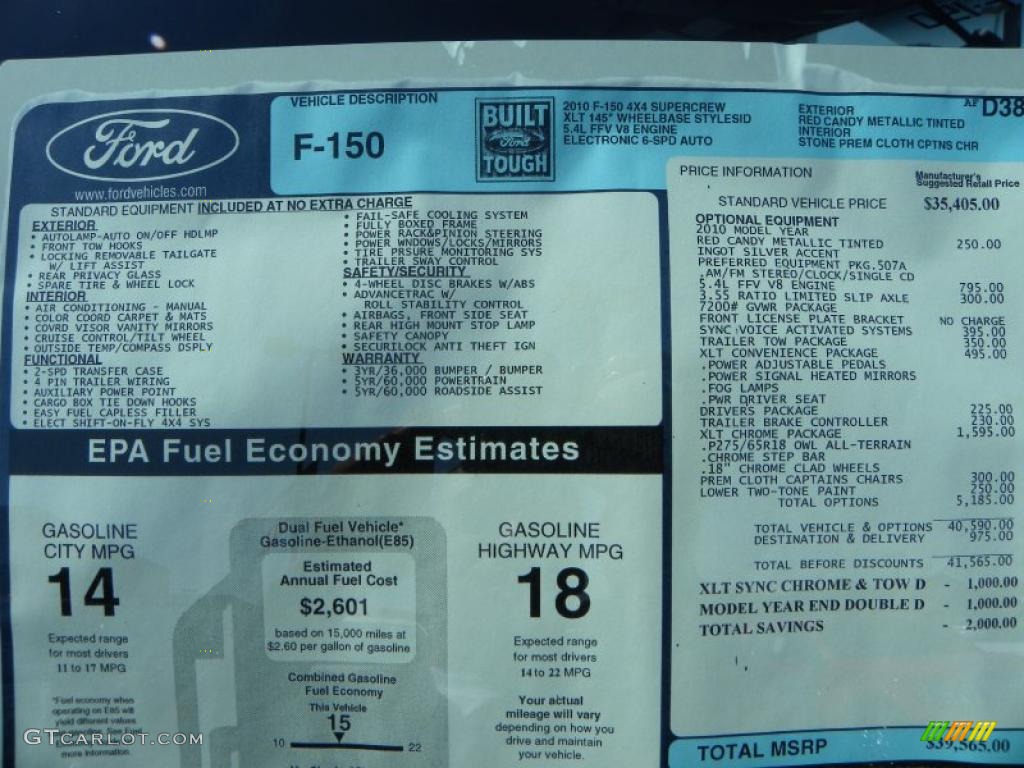 Ford
www.fordvehicles.com
VEHICLE DESCRIPTION
F-150
BUILT
Ford
TOUGH
2010 F-150 4X4 SUPERCREW
XLT 145" WHEELBASE STYLESID
5.4L FFV V8 ENGINE
ELECTRONIC 6-SPD AUTO
EXTERIOR
RED CANDY METALLIC TINTED
INTERIOR
STONE PREM CLOTH CPTNS CHR
AF D38
STANDARD EQUIPMENT INCLUDED AT NO EXTRA CHARGE
EXTERIOR
• AUTOLAMP-AUTO ON/OFF HDLMP
• FRONT TOW HOOKS
• LOCKING REMOVABLE TAILGATE
W/ LIFT ASSIST
• REAR PRIVACY GLASS
• SPARE TIRE & WHEEL LOCK
INTERIOR
• AIR CONDITIONING - MANUAL
• COLOR COORD CARPET & MATS
• COVRD VISOR VANITY MIRRORS
• CRUISE CONTROL/TILT WHEEL
• OUTSIDE TEMP/COMPASS DSPLY
FUNCTIONAL
• 2-SPD TRANSFER CASE
• 4 PIN TRAILER WIRING
• AUXILIARY POWER POINT
• CARGO BOX TIE DOWN HOOKS
• EASY FUEL CAPLESS FILLER
• ELECT SHIFT-ON-FLY 4X4 SYS
• FAIL-SAFE COOLING SYSTEM
• FULLY BOXED FRAME
• POWER RACK&PINION STEERING
• POWER WNDOWS/LOCKS/MIRRORS
• TIRE PRSURE MONITORING SYS
• TRAILER SWAY CONTROL
SAFETY/SECURITY
• 4-WHEEL DISC BRAKES W/ABS
• ADVANCETRAC W/
ROLL STABILITY CONTROL
• AIRBAGS, FRONT SIDE SEAT
• REAR HIGH MOUNT STOP LAMP
• SAFETY CANOPY
• SECURILOCK ANTI THEFT IGN
WARRANTY
• 3YR/36,000 BUMPER / BUMPER
• 5YR/60,000 POWERTRAIN
• 5YR/60,000 ROADSIDE ASSIST
PRICE INFORMATION
Manufacturer's
Suggested Retail Price
STANDARD VEHICLE PRICE $35,405.00
OPTIONAL EQUIPMENT
2010 MODEL YEAR
RED CANDY METALLIC TINTED 250.00
INGOT SILVER ACCENT
PREFERRED EQUIPMENT PKG.507A
.AM/FM STEREO/CLOCK/SINGLE CD
5.4L FFV V8 ENGINE 795.00
3.55 RATIO LIMITED SLIP AXLE 300.00
7200# GVWR PACKAGE
FRONT LICENSE PLATE BRACKET NO CHARGE
SYNC VOICE ACTIVATED SYSTEMS 395.00
TRAILER TOW PACKAGE 350.00
XLT CONVENIENCE PACKAGE 495.00
.POWER ADJUSTABLE PEDALS
.POWER SIGNAL HEATED MIRRORS
.FOG LAMPS
.PWR DRIVER SEAT
DRIVERS PACKAGE 225.00
TRAILER BRAKE CONTROLLER 230.00
XLT CHROME PACKAGE 1,595.00
.P275/65R18 OWL ALL-TERRAIN
.CHROME STEP BAR
.18" CHROME CLAD WHEELS
PREM CLOTH CAPTAINS CHAIRS 300.00
LOWER TWO-TONE PAINT 250.00
TOTAL OPTIONS 5,185.00
TOTAL VEHICLE & OPTIONS 40,590.00
DESTINATION & DELIVERY 975.00
TOTAL BEFORE DISCOUNTS 41,565.00
XLT SYNC CHROME & TOW D - 1,000.00
MODEL YEAR END DOUBLE D - 1,000.00
TOTAL SAVINGS - 2,000.00
TOTAL MSRP $39,565.00
EPA Fuel Economy Estimates
GASOLINE
CITY MPG
14
Expected range
for most drivers
11 to 17 MPG
*Fuel economy when
operating on E85 will
yield different values
more information.
Dual Fuel Vehicle*
Gasoline-Ethanol(E85)
Estimated
Annual Fuel Cost
$2,601
based on 15,000 miles at
$2.60 per gallon of gasoline
Combined Gasoline
Fuel Economy
This Vehicle
15
10 22
GASOLINE
HIGHWAY MPG
18
Expected range
for most drivers
14 to 22 MPG
Your actual
mileage will vary
depending on how you
drive and maintain
your vehicle.
GTCARLOT.COM